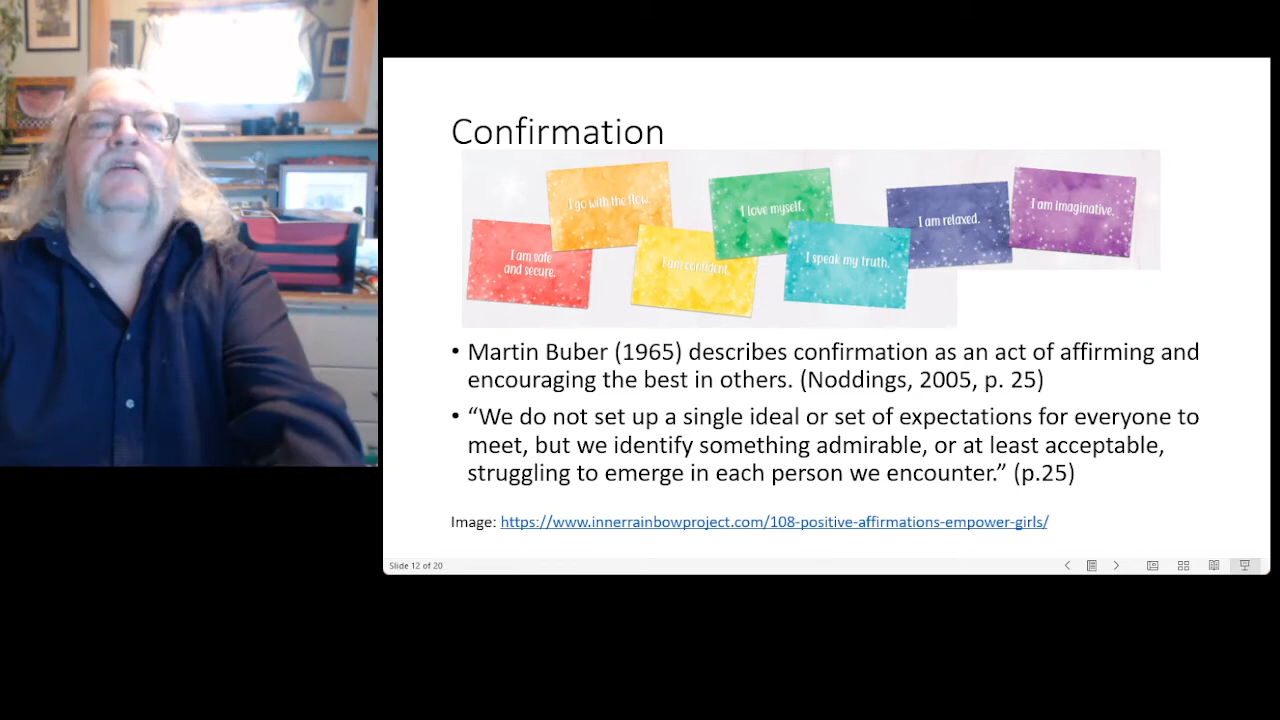 Confirmation
I go with the flow.
I love myself.
I am relaxed.
I am imaginative.
I am safe
and secure.
I am confident.
I speak my truth.
• Martin Buber (1965) describes confirmation as an act of affirming and
encouraging the best in others. (Noddings, 2005, p. 25)
• “We do not set up a single ideal or set of expectations for everyone to
meet, but we identify something admirable, or at least acceptable,
struggling to emerge in each person we encounter.” (p.25)
Image: https://www.innerrainbowproject.com/108-positive-affirmations-empower-girls/
Slide 12 of 20